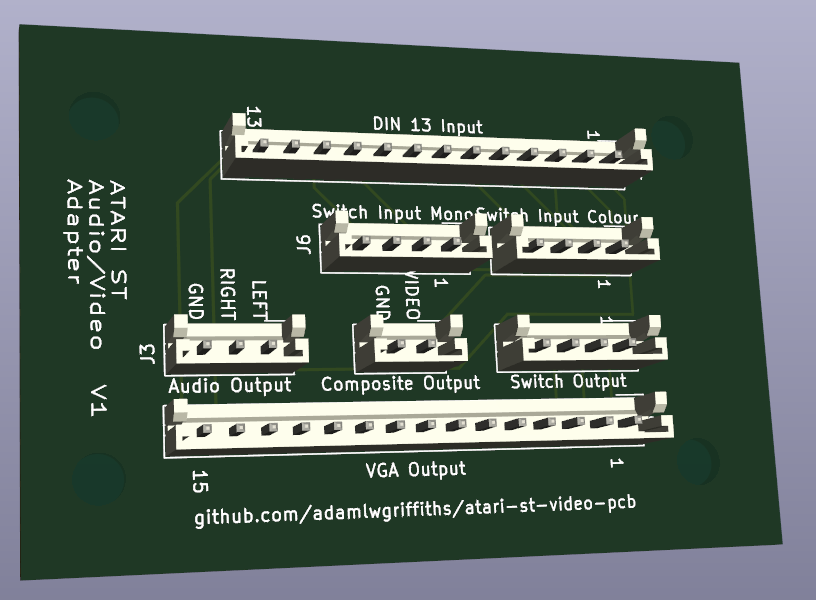 13
DIN 13 Input
1
Switch Input Mono
Switch Input Colour
J6
1
1
ATARI ST
Audio/Video
Adapter V1
GND
RIGHT
LEFT
GND
VIDEO
1
J3
Audio Output
Composite Output
Switch Output
15
VGA Output
1
github.com/adamlwgriffiths/atari-st-video-pcb